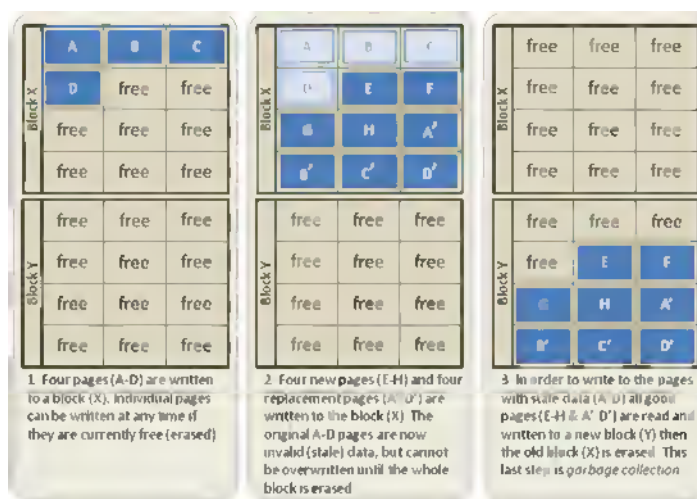 Block X
A B C
D free free
free free free
free free free
Block Y
free free free
free free free
free free free
free free free
1 Four pages (A-D) are written
to a block (X). Individual pages
can be written at any time if
they are currently free (erased)
Block X
A B C
D E F
G H A'
B' C' D'
Block Y
free free free
free free free
free free free
free free free
2 Four new pages (E-H) and four
replacement pages (A'-D') are
written to the block (X) The
original A-D pages are now
invalid (stale) data, but cannot
be overwritten until the whole
block is erased
Block X
free free free
free free free
free free free
free free free
Block Y
free free free
free E F
G H A'
B' C' D'
3 In order to write to the pages
with stale data (A-D) all good
pages (E-H & A'-D') are read and
written to a new block (Y) then
the old block (X) is erased This
last step is garbage collection